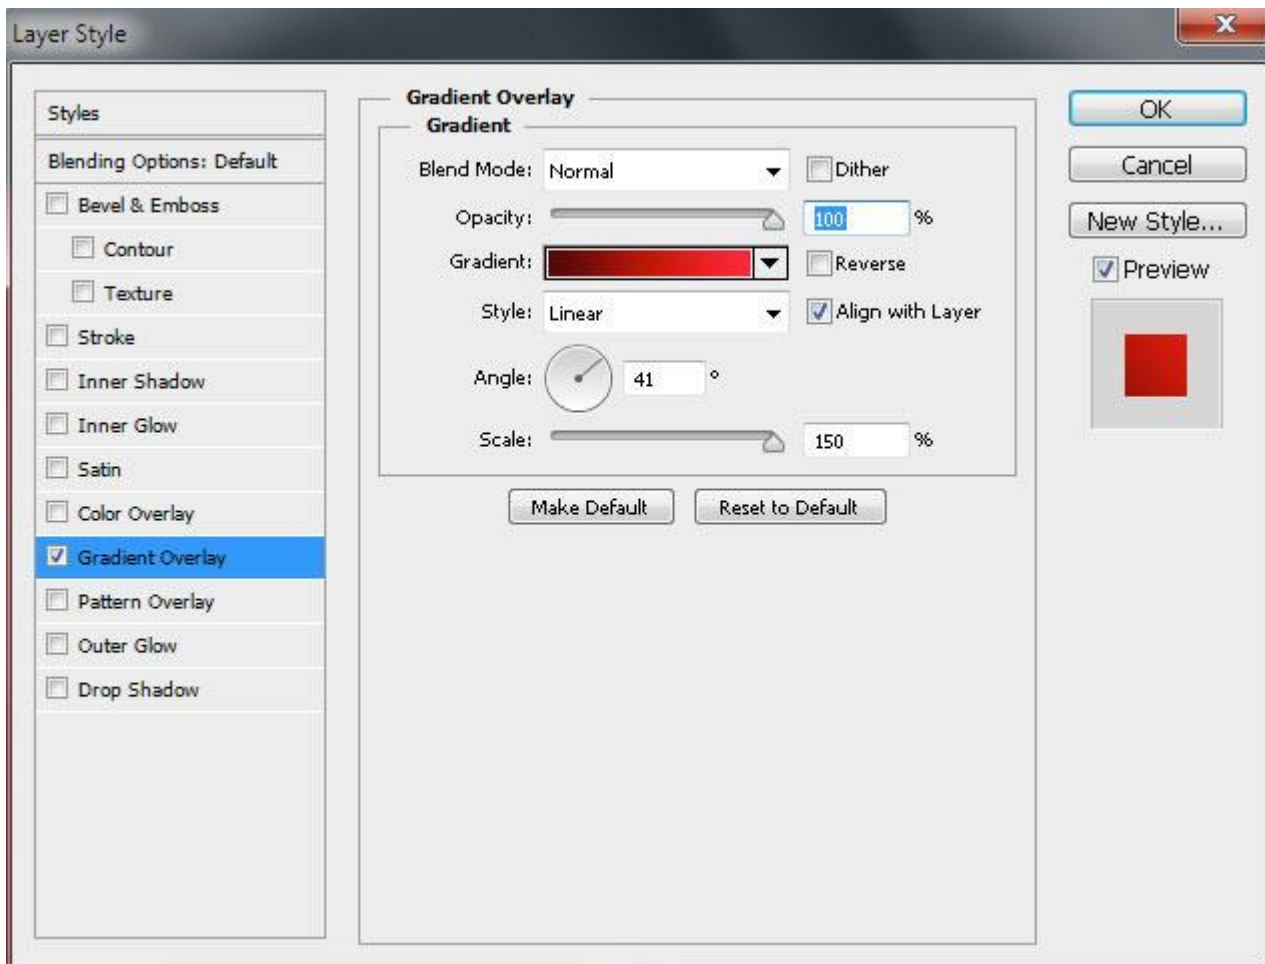 Layer Style
Styles
Blending Options: Default
Bevel & Emboss
Contour
Texture
Stroke
Inner Shadow
Inner Glow
Satin
Color Overlay
Gradient Overlay
Pattern Overlay
Outer Glow
Drop Shadow
Gradient Overlay
Gradient
Blend Mode: Normal Dither
Opacity: 100 %
Gradient: Reverse
Style: Linear Align with Layer
Angle: 41 °
Scale: 150 %
Make Default Reset to Default
OK
Cancel
New Style...
Preview